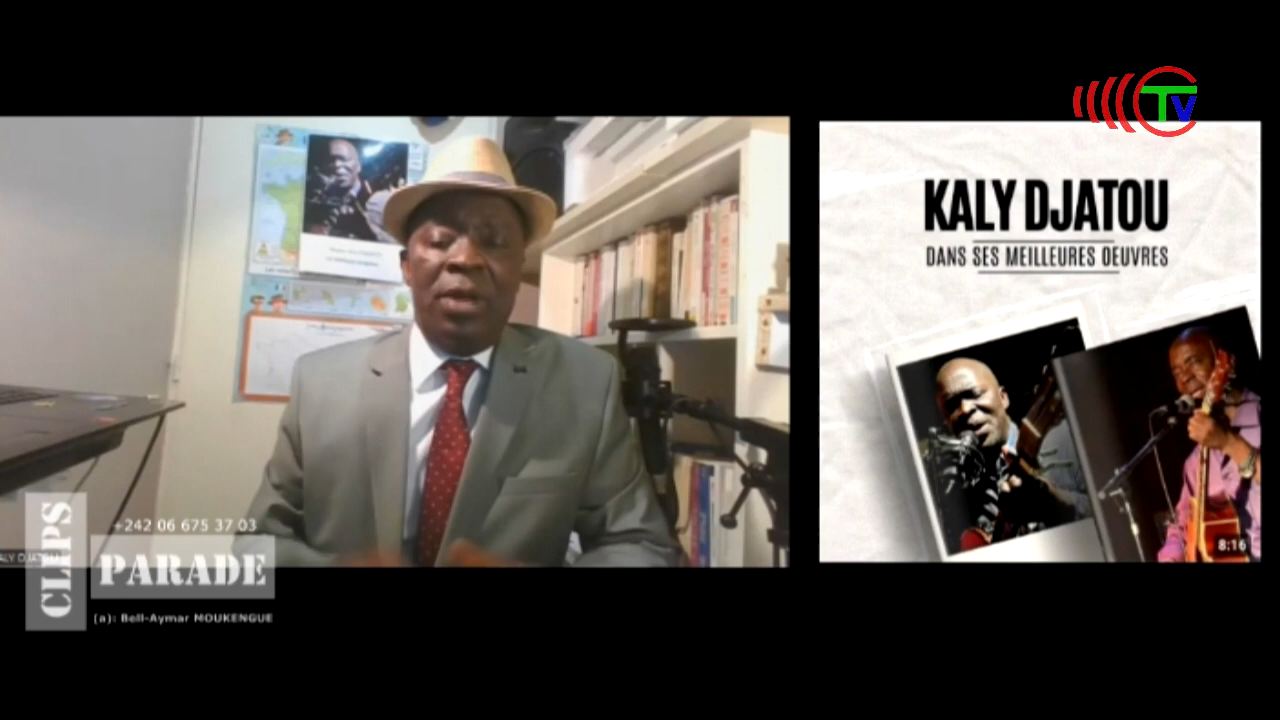 TV
KALY DJATOU
DANS SES MEILLEURES OEUVRES
8:16
+242 06 675 37 03
CLIPS
PARADE
(a): Bell-Aymar MOUKENGUE